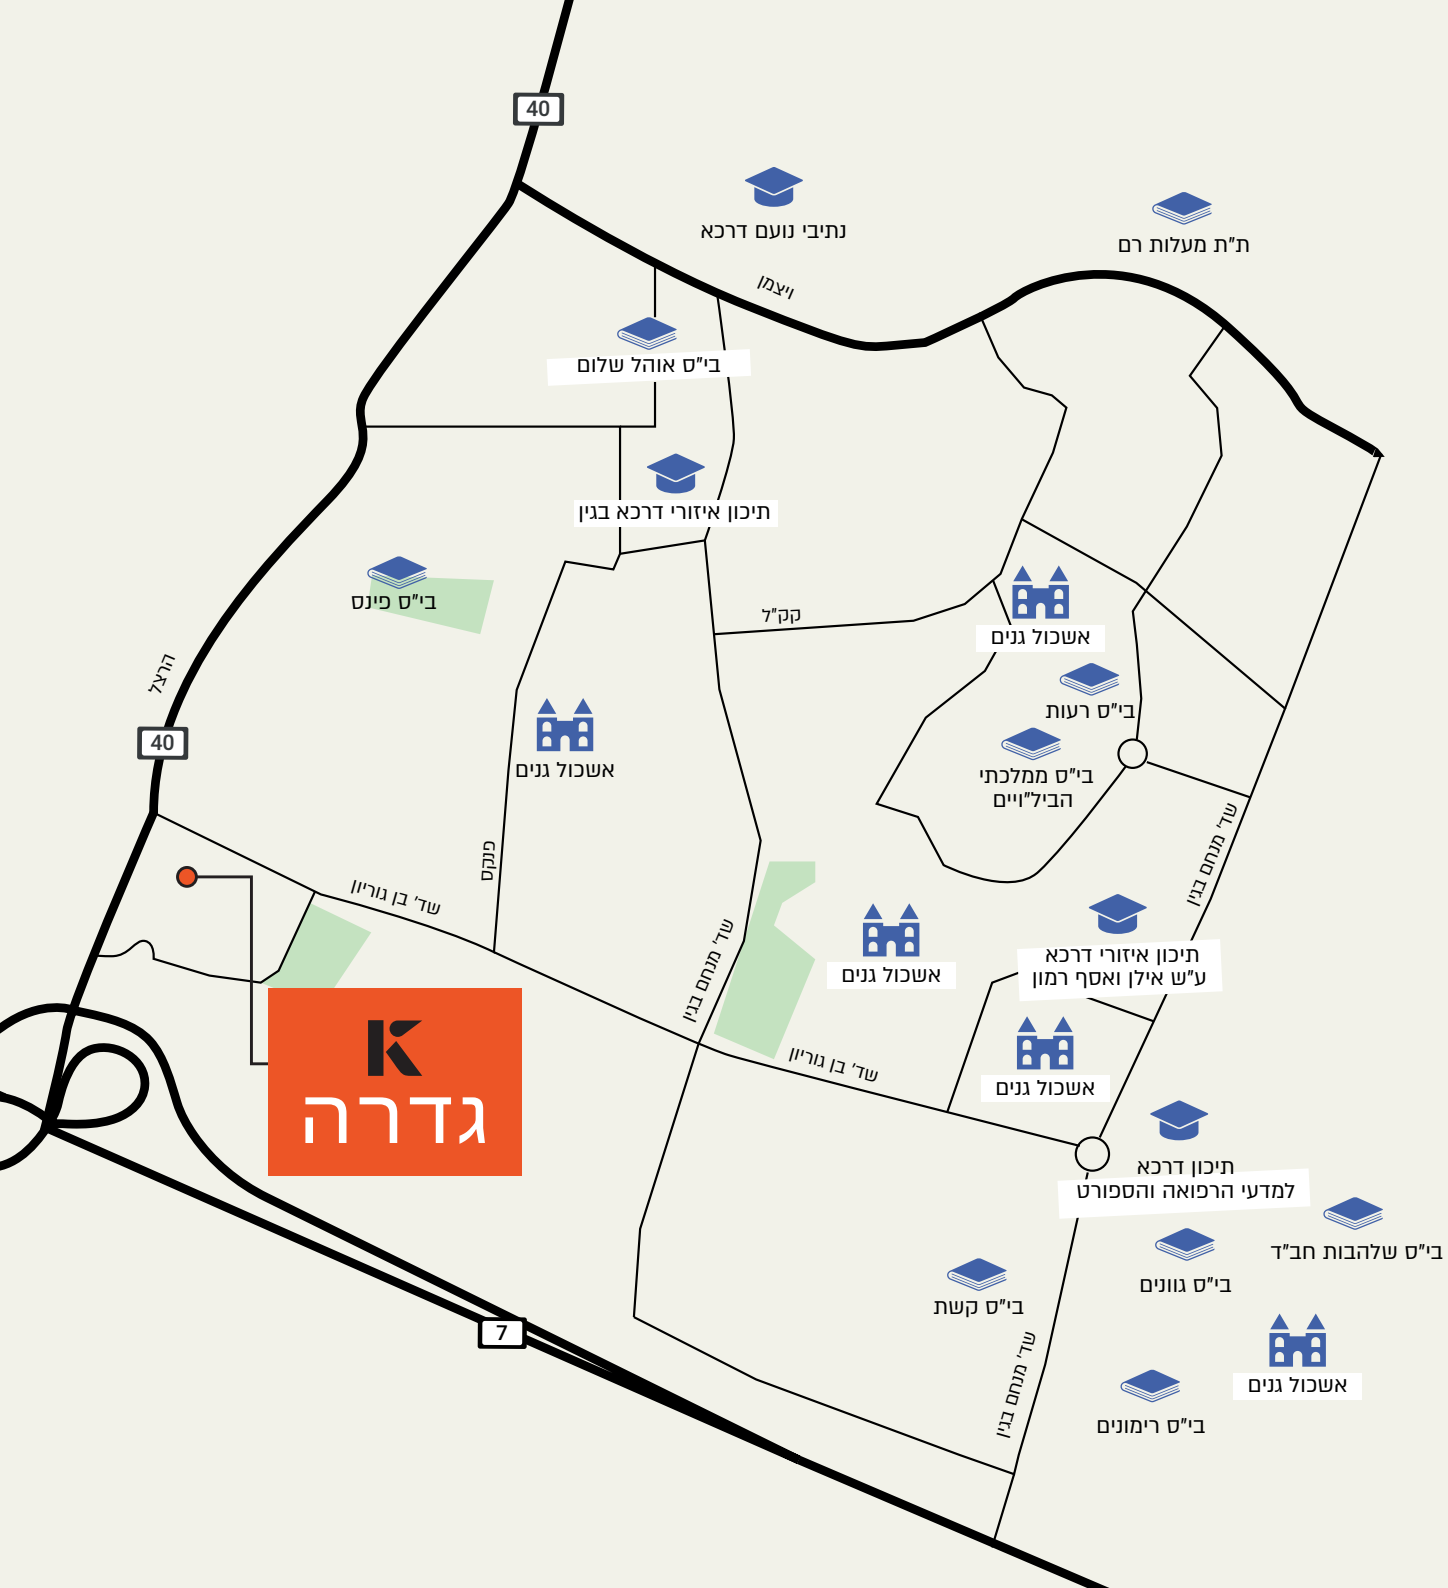 40
נתיבי נועם דרכא
ת"ת מעלות רם
ויצמן
בי"ס אוהל שלום
תיכון איזורי דרכא בגין
בי"ס פינס
קק"ל
אשכול גנים
הרצל
בי"ס רעות
40
אשכול גנים
בי"ס ממלכתי
הביל"ויים
שד' מנחם בגין
פנקס
שד' בן גוריון
שד' מנחם בגין
תיכון איזורי דרכא
ע"ש אילן ואסף רמון
אשכול גנים
שד' בן גוריון
אשכול גנים
K
גדרה
תיכון דרכא
למדעי הרפואה והספורט
בי"ס שלהבות חב"ד
בי"ס גוונים
בי"ס קשת
7
שד' מנחם בגין
אשכול גנים
בי"ס רימונים